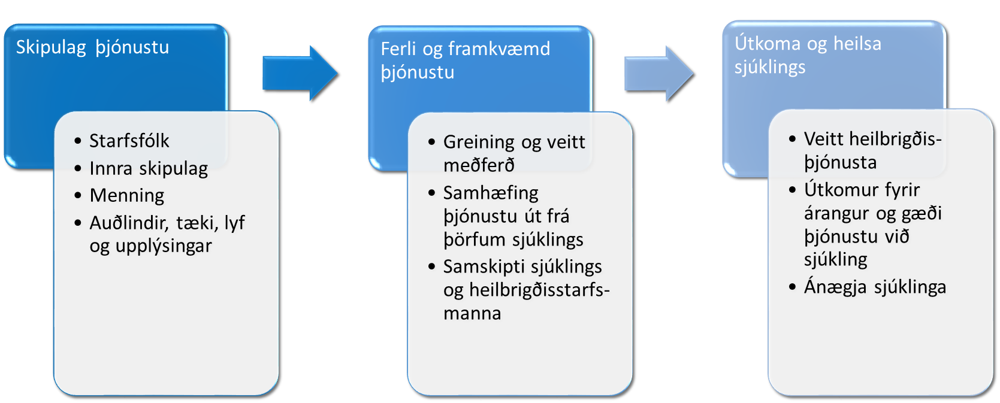 Skipulag þjónustu
• Starfsfólk
• Innra skipulag
• Menning
• Auðlindir, tæki, lyf
og upplýsingar
Ferli og framkvæmd
þjónustu
• Greining og veitt
meðferð
• Samhæfing
þjónustu út frá
þörfum sjúklings
• Samskipti sjúklings
og heilbrigðisstarfs-
manna
Útkoma og heilsa
sjúklings
• Veitt heilbrigðis-
þjónusta
• Útkomur fyrir
árangur og gæði
þjónustu við
sjúkling
• Ánægja sjúklinga